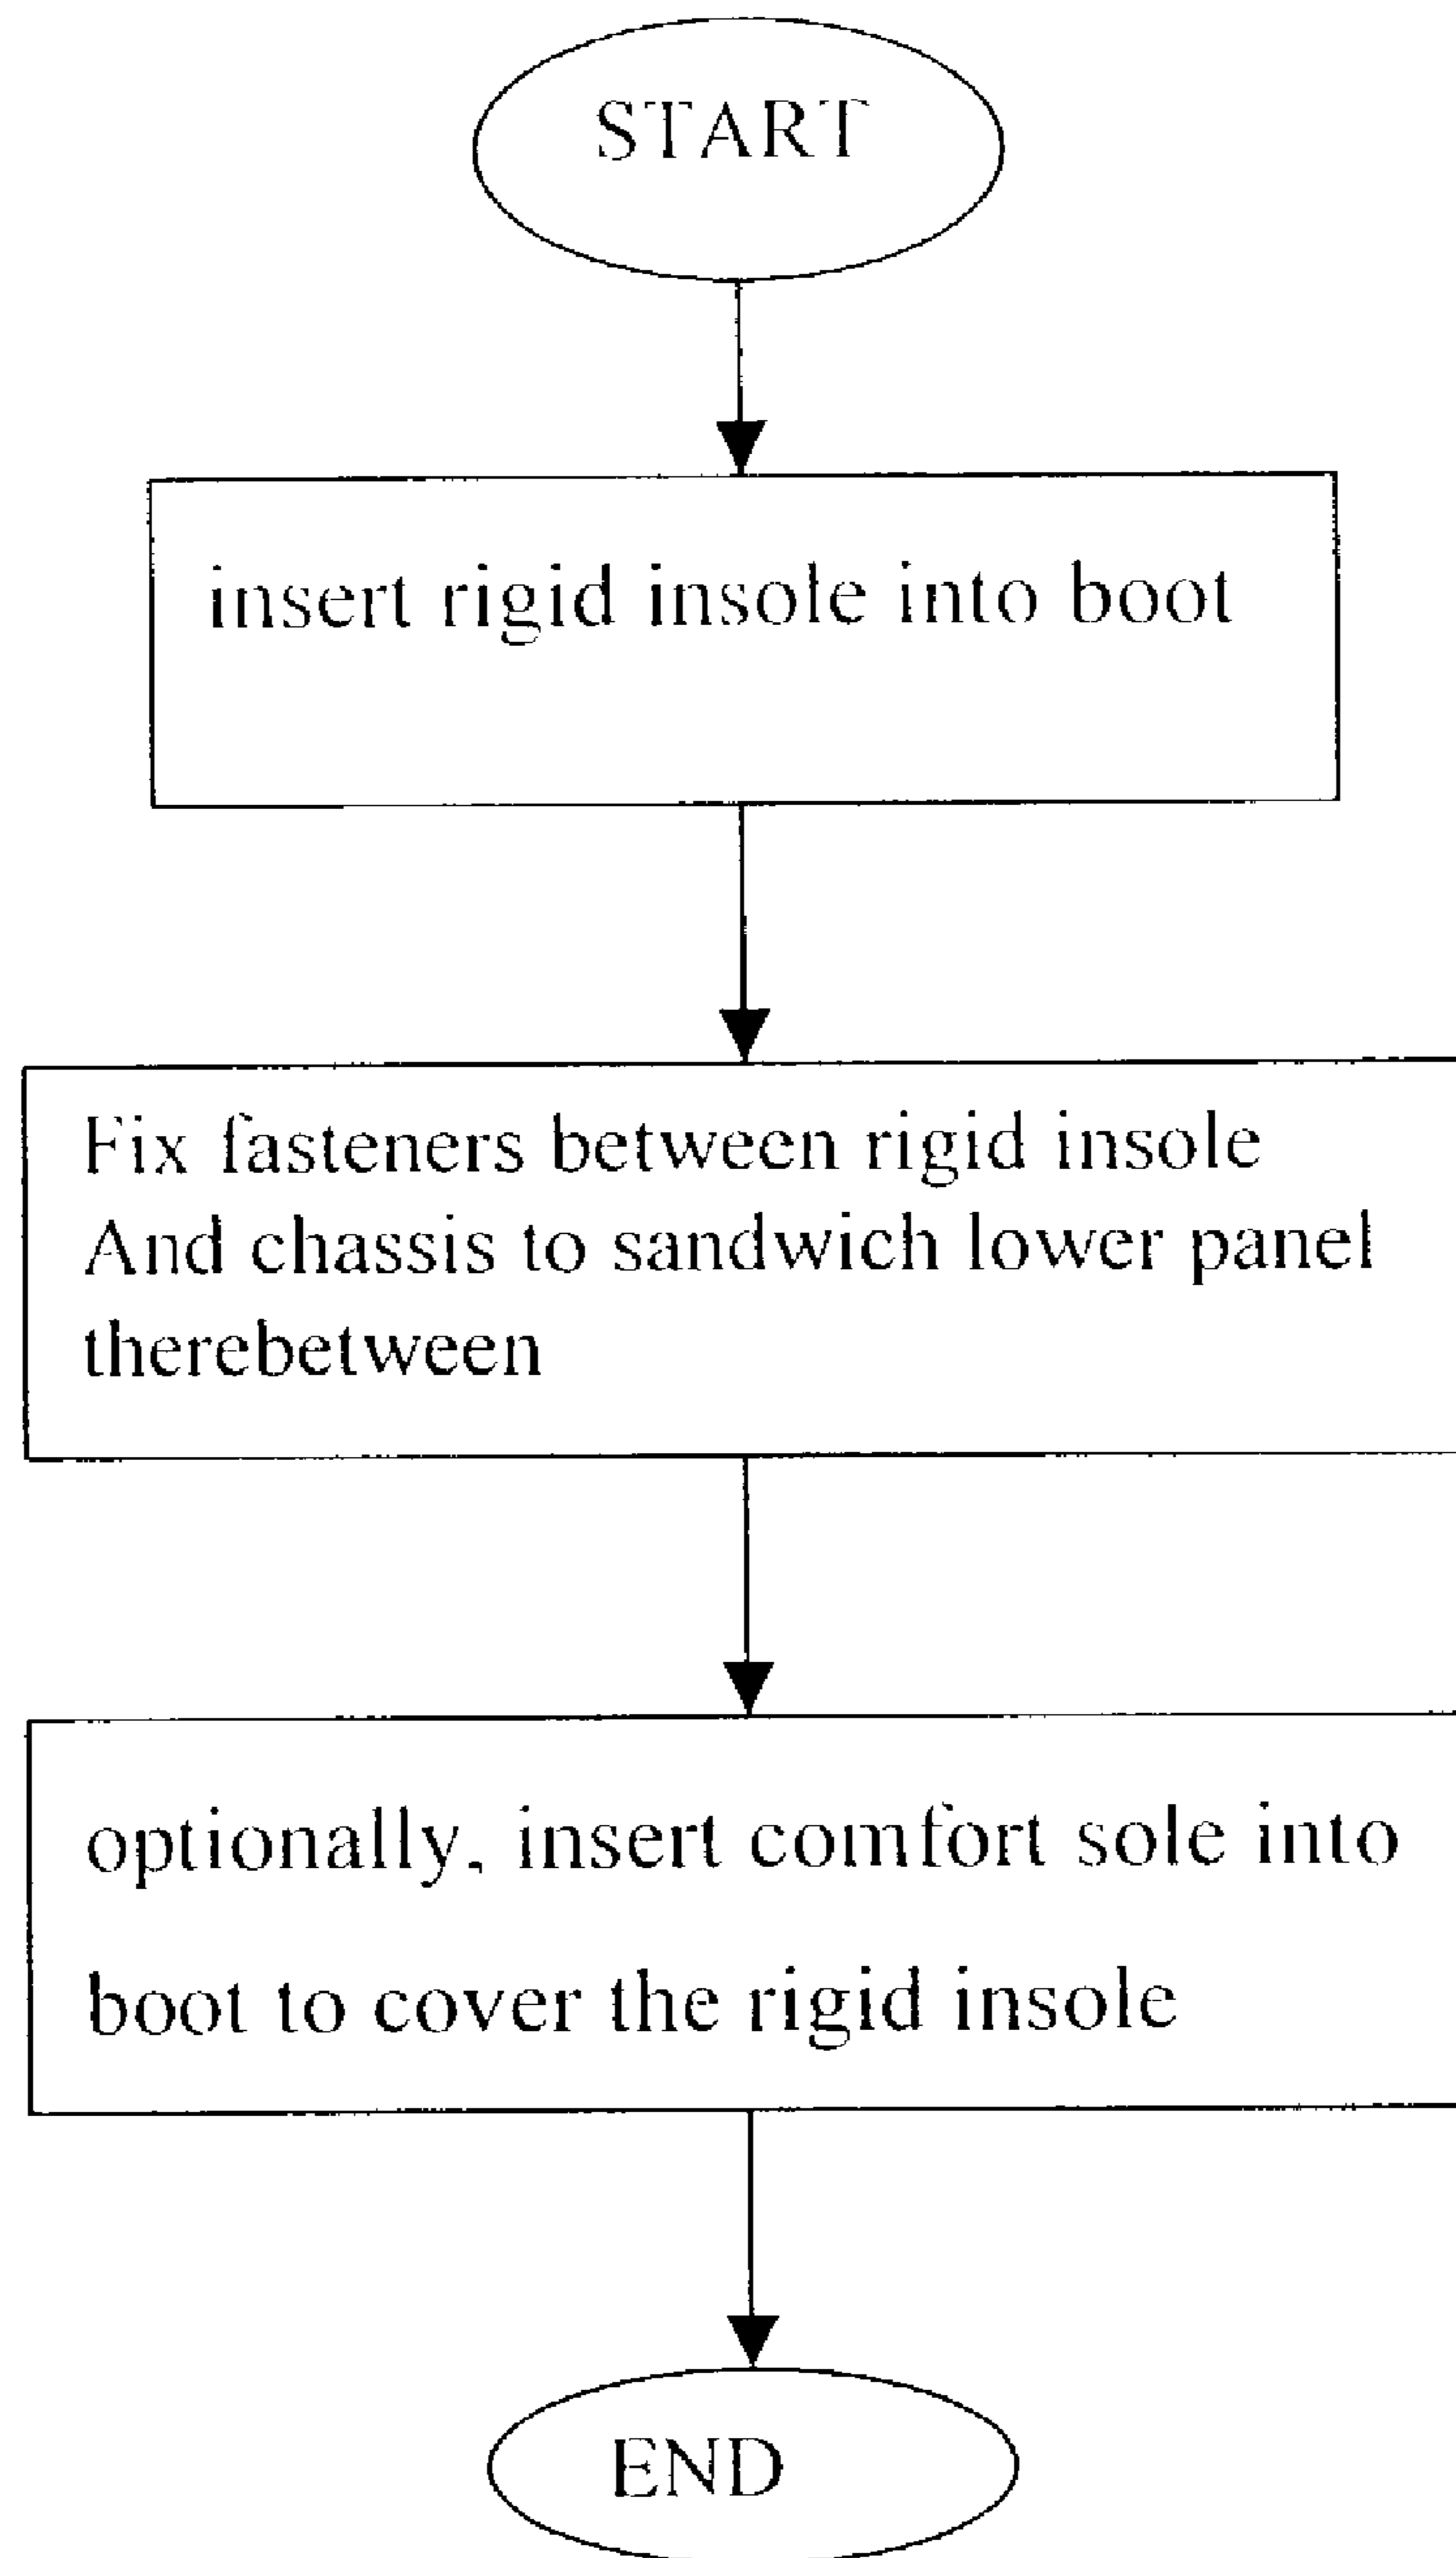 START
insert rigid insole into boot
Fix fasteners between rigid insole
And chassis to sandwich lower panel
therebetween
optionally, insert comfort sole into
boot to cover the rigid insole
END